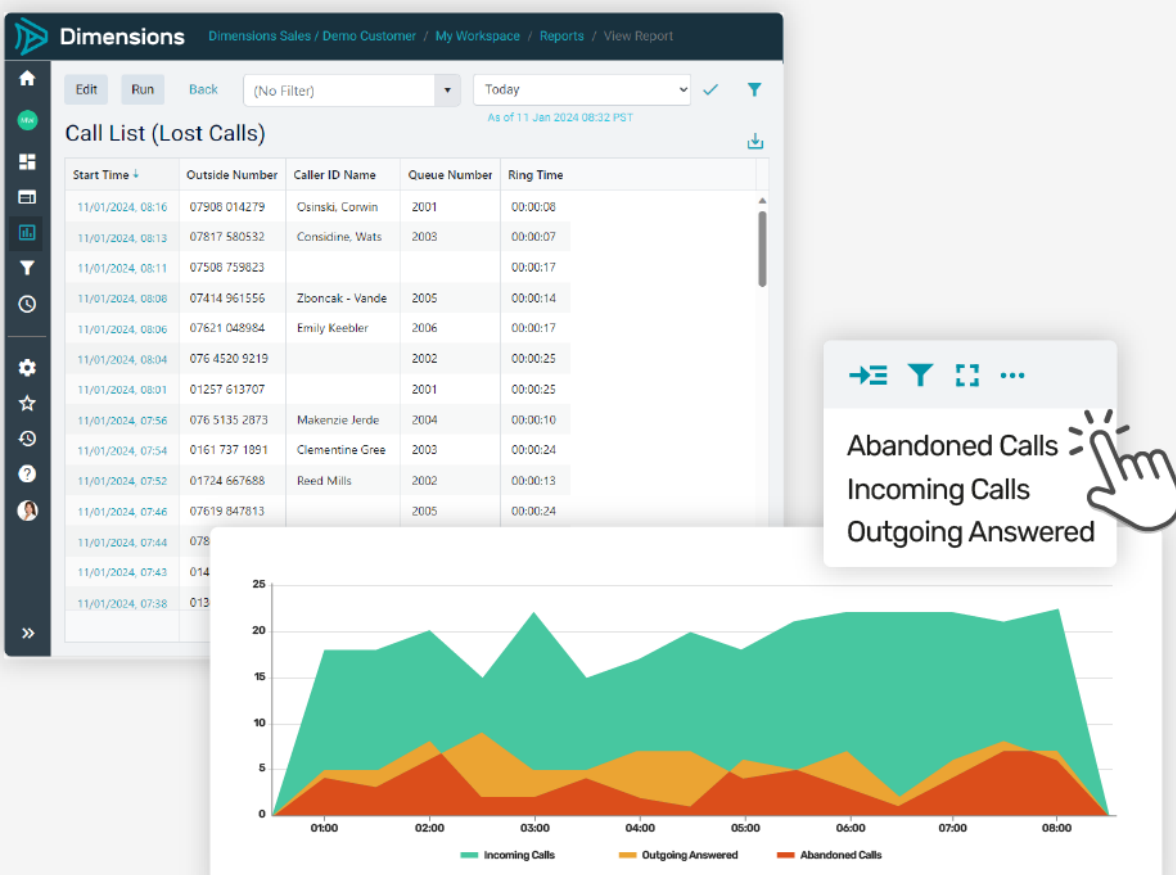 Dimensions Dimensions Sales / Demo Customer / My Workspace / Reports / View Report
Edit Run Back (No Filter) Today
As of 11 Jan 2024 08:32 PST
Call List (Lost Calls)
Start Time Outside Number Caller ID Name Queue Number Ring Time
11/01/2024, 08:16 07908 014279 Osinski, Corwin 2001 00:00:08
11/01/2024, 08:13 07817 580532 Considine, Wats 2003 00:00:07
11/01/2024, 08:11 07508 759823 00:00:17
11/01/2024, 08:08 07414 961556 Zboncak - Vande 2005 00:00:14
11/01/2024, 08:06 07621 048984 Emily Keebler 2006 00:00:17
11/01/2024, 08:04 076 4520 9219 2002 00:00:25
11/01/2024, 08:01 01257 613707 2001 00:00:25
11/01/2024, 07:56 076 5135 2873 Makenzie Jerde 2004 00:00:10
11/01/2024, 07:54 0161 737 1891 Clementine Gree 2003 00:00:24
11/01/2024, 07:52 01724 667688 Reed Mills 2002 00:00:13
11/01/2024, 07:46 07619 847813 2005 00:00:24
11/01/2024, 07:44 078
11/01/2024, 07:43 014
11/01/2024, 07:38 013
Abandoned Calls
Incoming Calls
Outgoing Answered
25
20
15
10
5
0
01:00 02:00 03:00 04:00 05:00 06:00 07:00 08:00
Incoming Calls Outgoing Answered Abandoned Calls